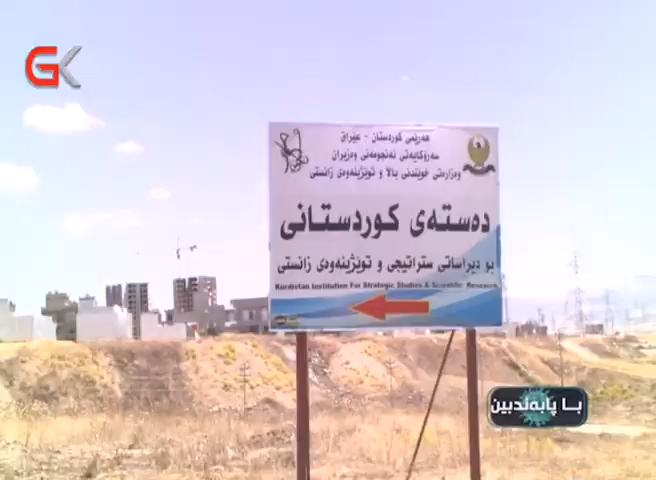 GK
هەرێمی کوردستان - عێراق
سەرۆکایەتی ئەنجومەنی وەزیران
وەزارەتی خوێندنی باڵا و توێژینەوەی زانستی
دەستەی کوردستانی
بۆ دیراساتی ستراتیجی و توێژینەوەی زانستی
Kurdistan Institution For Strategic Studies & Scientific Research
با پابەندبین